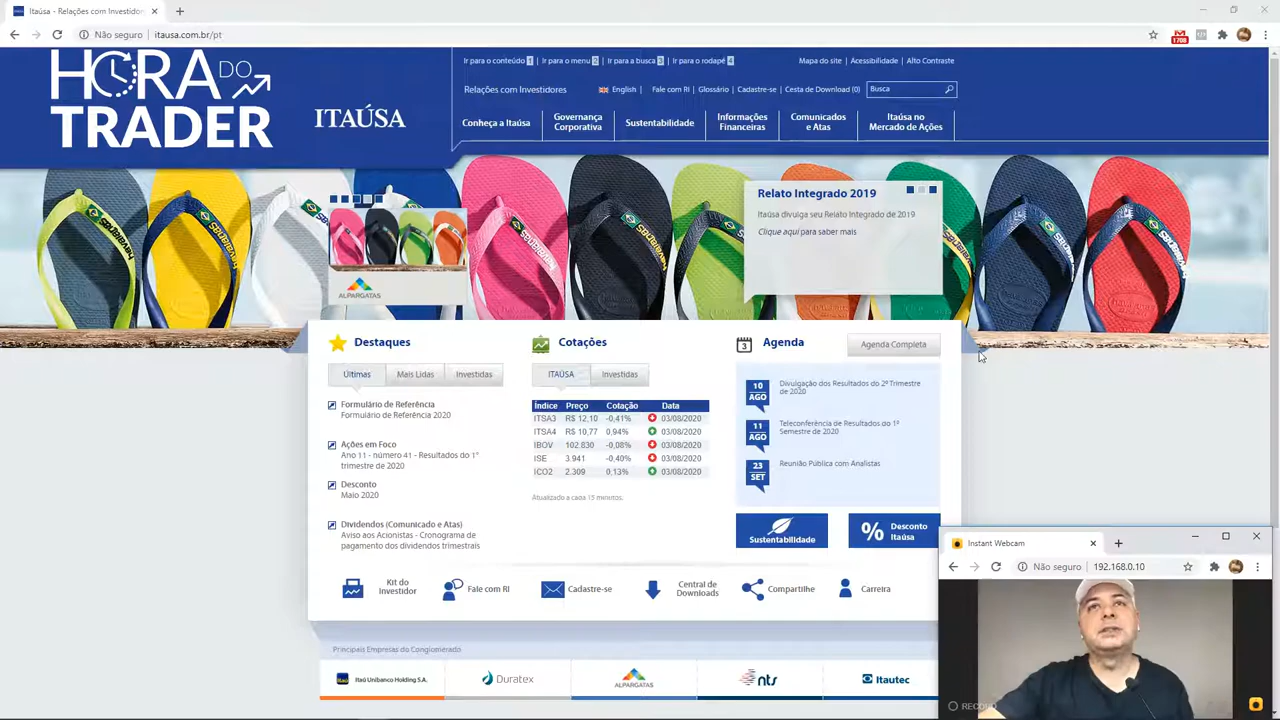 Itaúsa - Relações com Investidores
Não seguro | itausa.com.br/pt
1708
HORA DO
TRADER
ITAÚSA
Ir para o conteúdo 1 | Ir para o menu 2 | Ir para a busca 3 | Ir para o rodapé 4
Mapa do site | Acessibilidade | Alto Contraste
Relações com Investidores
English | Fale com RI | Glossário | Cadastre-se | Cesta de Download (0)
Busca
Conheça a Itaúsa
Governança
Corporativa
Sustentabilidade
Informações
Financeiras
Comunicados
e Atas
Itaúsa no
Mercado de Ações
havaianas
ALPARGATAS
Relato Integrado 2019
Itaúsa divulga seu Relato Integrado de 2019
Clique aqui para saber mais
Destaques
Últimas
Mais Lidas
Investidas
Formulário de Referência
Formulário de Referência 2020
Ações em Foco
Ano 11 - número 41 - Resultados do 1°
trimestre de 2020
Desconto
Maio 2020
Dividendos (Comunicado e Atas)
Aviso aos Acionistas - Cronograma de
pagamento dos dividendos trimestrais
Cotações
ITAÚSA
Investidas
Índice Preço Cotação Data
ITSA3 R$ 12,10 -0,41% 03/08/2020
ITSA4 R$ 10,77 0,94% 03/08/2020
IBOV 102.830 -0,08% 03/08/2020
ISE 3.941 -0,40% 03/08/2020
ICO2 2.309 0,13% 03/08/2020
Atualizado a cada 15 minutos.
3
Agenda
Agenda Completa
10
AGO
Divulgação dos Resultados do 2º Trimestre
de 2020
11
AGO
Teleconferência de Resultados do 1º
Semestre de 2020
23
SET
Reunião Pública com Analistas
Sustentabilidade
% Desconto
Itaúsa
Kit do
Investidor
Fale com RI
Cadastre-se
Central de
Downloads
Compartilhe
Carreira
Principais Empresas do Conglomerado
Itaú
Itaú Unibanco Holding S.A.
Duratex
ALPARGATAS
nts
Itautec
Instant Webcam
Não seguro | 192.168.0.10
RECORD